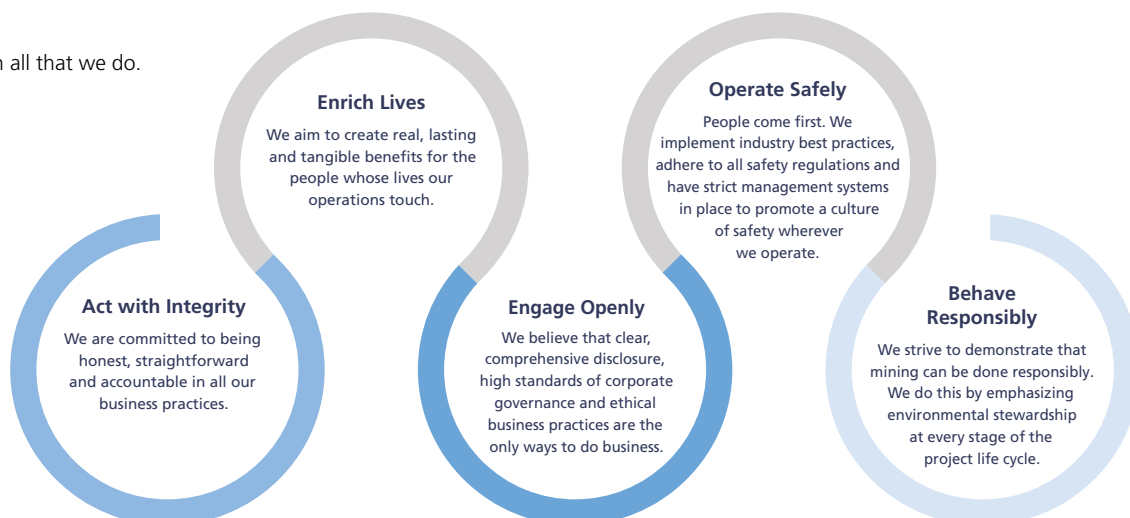 all that we do.
Act with Integrity
We are committed to being
honest, straightforward
and accountable in all our
business practices.
Enrich Lives
We aim to create real, lasting
and tangible benefits for the
people whose lives our
operations touch.
Engage Openly
We believe that clear,
comprehensive disclosure,
high standards of corporate
governance and ethical
business practices are the
only ways to do business.
Operate Safely
People come first. We
implement industry best practices,
adhere to all safety regulations and
have strict management systems
in place to promote a culture
of safety wherever
we operate.
Behave
Responsibly
We strive to demonstrate that
mining can be done responsibly.
We do this by emphasizing
environmental stewardship
at every stage of the
project life cycle.